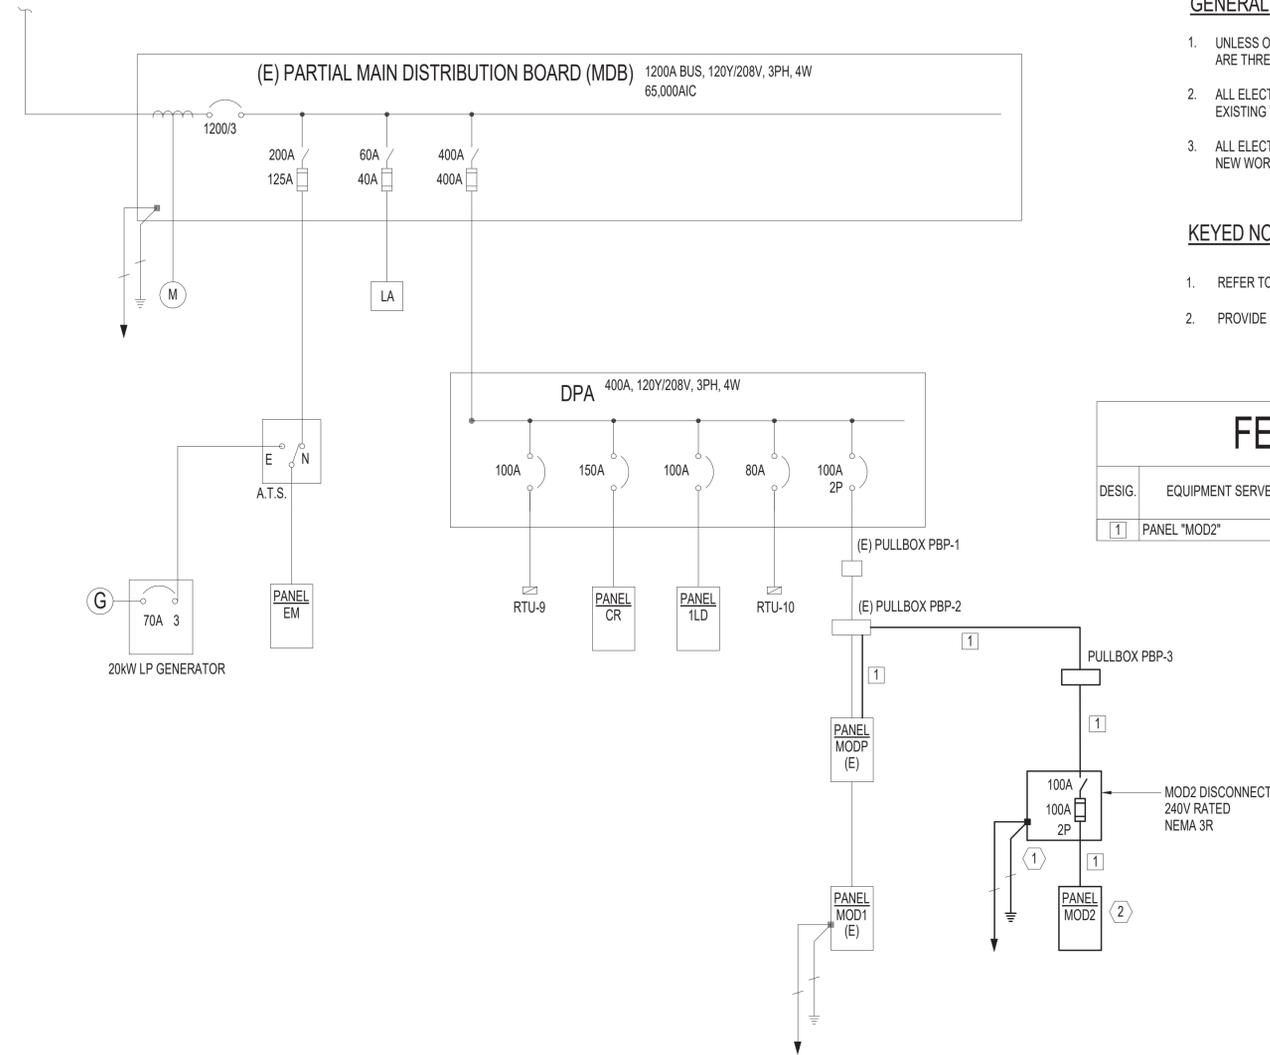 GENERAL
1. UNLESS O
ARE THRE
2. ALL ELECT
EXISTING
3. ALL ELECT
NEW WOR
KEYED NO
1. REFER TO
2. PROVIDE
(E) PARTIAL MAIN DISTRIBUTION BOARD (MDB)
1200A BUS, 120Y/208V, 3PH, 4W
65,000AIC
1200/3
200A
125A
60A
40A
400A
400A
M
LA
DPA
400A, 120Y/208V, 3PH, 4W
100A
150A
100A
80A
100A
2P
E
N
A.T.S.
FE
DESIG.
EQUIPMENT SERVE
1
PANEL "MOD2"
(E) PULLBOX PBP-1
G
70A 3
20kW LP GENERATOR
PANEL
EM
RTU-9
PANEL
CR
PANEL
1LD
RTU-10
(E) PULLBOX PBP-2
1
PULLBOX PBP-3
1
1
PANEL
MODP
(E)
100A
100A
2P
MOD2 DISCONNECT
240V RATED
NEMA 3R
1
1
PANEL
MOD1
(E)
PANEL
MOD2
2